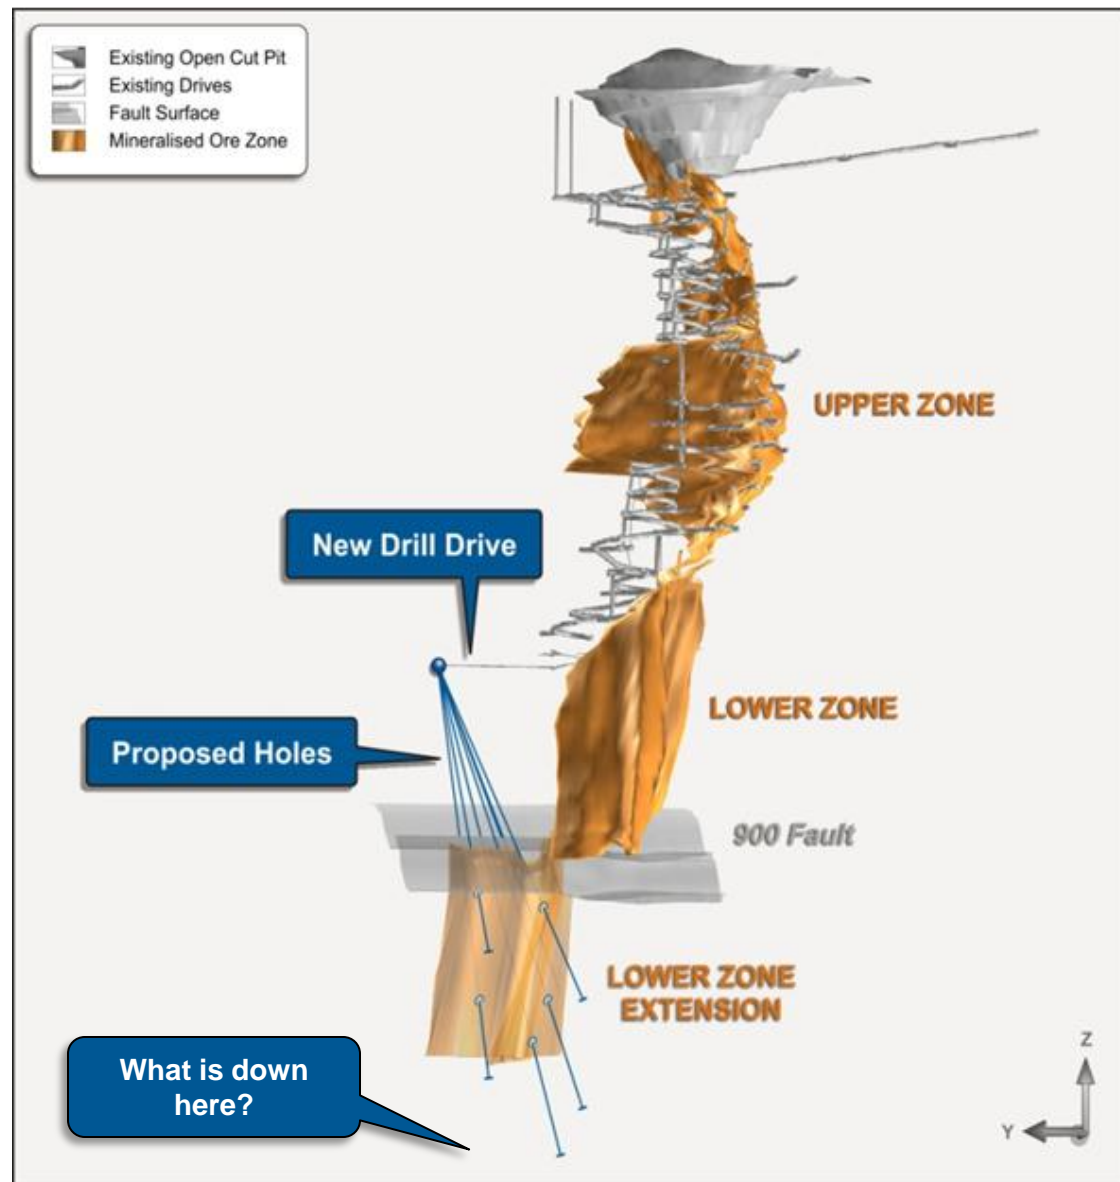 Existing Open Cut Pit
Existing Drives
Fault Surface
Mineralised Ore Zone
UPPER ZONE
New Drill Drive
LOWER ZONE
Proposed Holes
900 Fault
LOWER ZONE
EXTENSION
What is down
here?
Z
Y